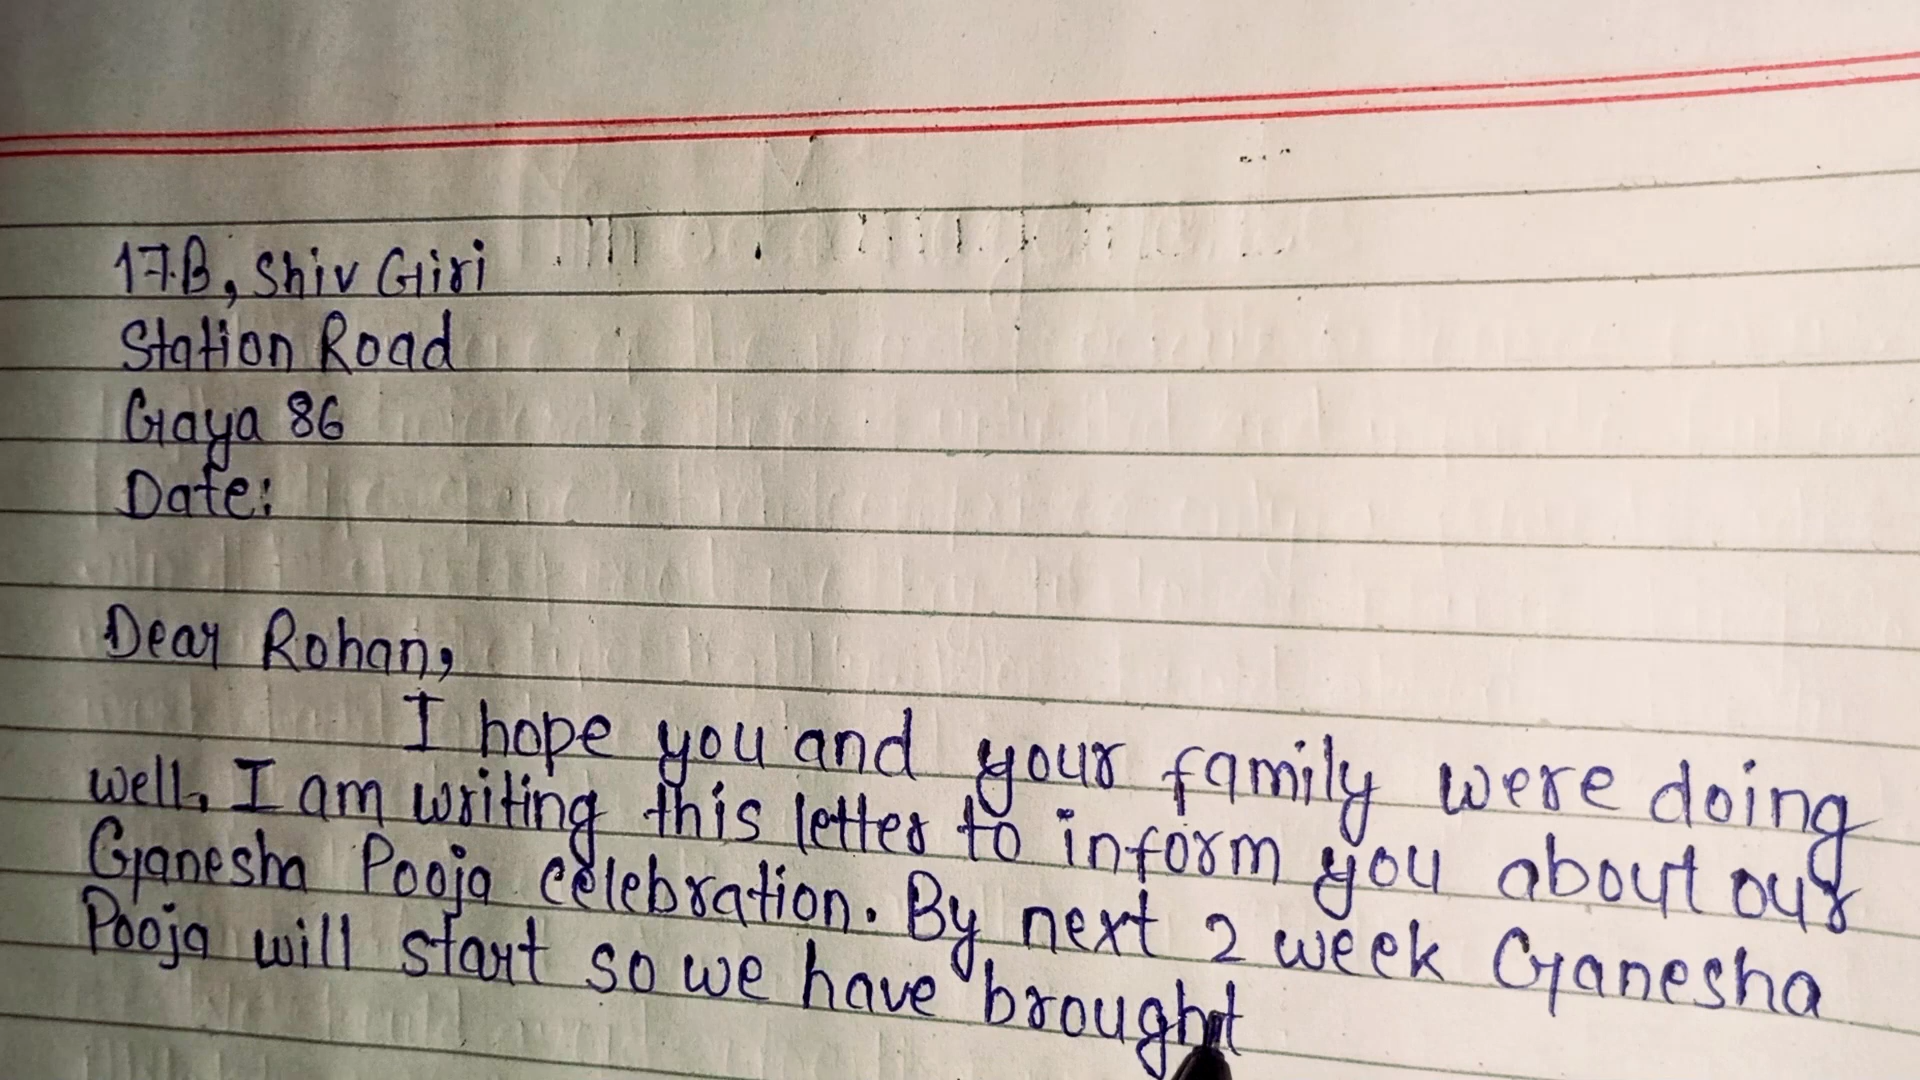 17.B, Shiv Giri
Station Road
Gaya 86
Date:
Dear Rohan,
I hope you and your family were doing
well. I am writing this letter to inform you about our
Ganesha Pooja celebration. By next 2 week Ganesha
Pooja will start so we have brought